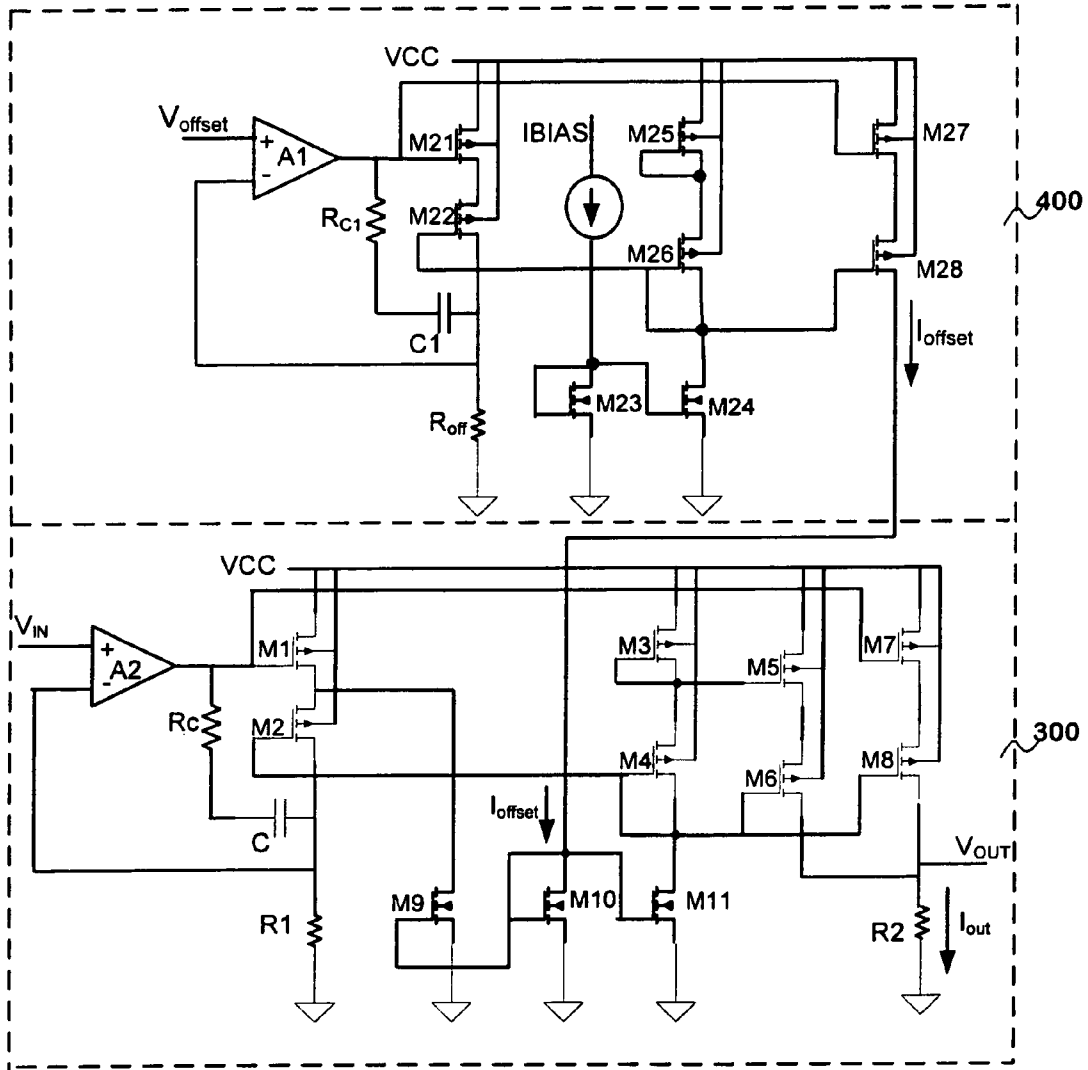 VCC
Voffset
+
A1
-
M21
IBIAS
M25
M27
RC1
M22
M26
M28
400
C1
Ioffset
M23
M24
Roff
VCC
VIN
+
A2
-
M1
M3
M5
M7
Rc
M2
M4
M6
M8
300
C
Ioffset
VOUT
M9
M10
M11
R1
R2
Iout